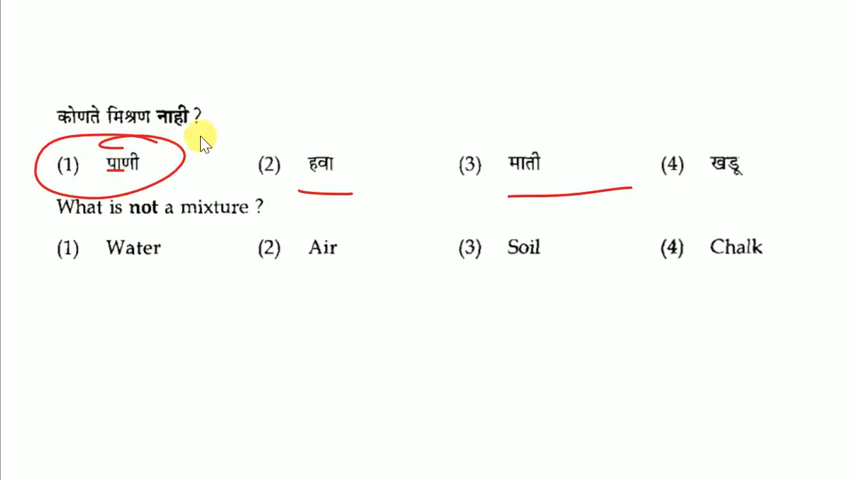 कोणते मिश्रण नाही ?
(1) पाणी (2) हवा (3) माती (4) खडू
What is not a mixture ?
(1) Water (2) Air (3) Soil (4) Chalk